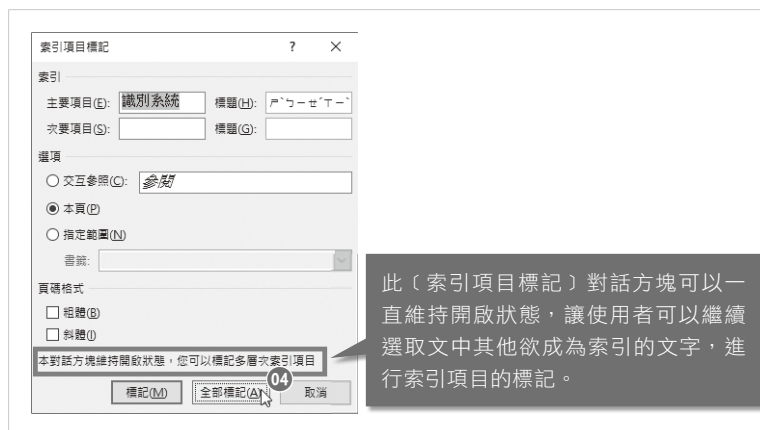 索引項目標記 ? ×
索引
主要項目(E): 識別系統 標題(H): ㄕˋㄅㄧㄝˊㄒㄧˋ
次要項目(S): 標題(G):
選項
交互參照(C): 參閱
本頁(P)
指定範圍(N)
書籤:
頁碼格式
粗體(B)
斜體(I)
本對話方塊維持開啟狀態，您可以標記多層次索引項目
標記(M) 全部標記(A) 04 取消
此〔索引項目標記〕對話方塊可以一
直維持開啟狀態，讓使用者可以繼續
選取文中其他欲成為索引的文字，進
行索引項目的標記。